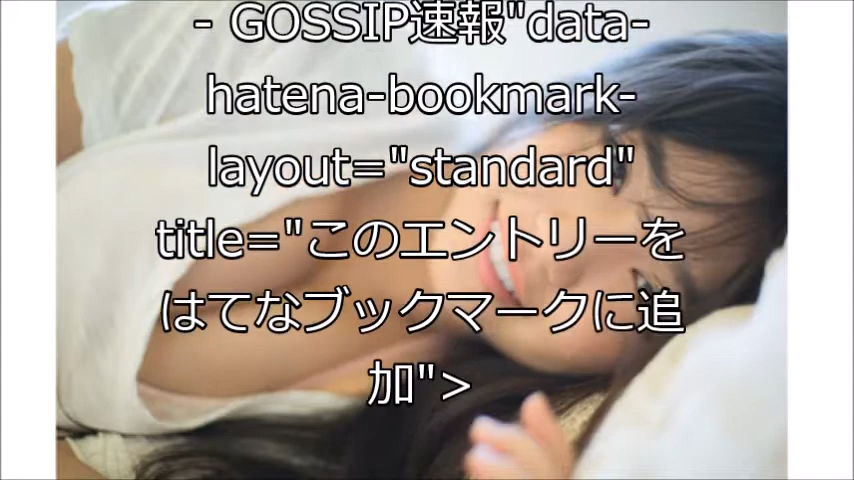 - GOSSIP速報"data-
hatena-bookmark-
layout="standard"
title="このエントリーを
はてなブックマークに追
加">